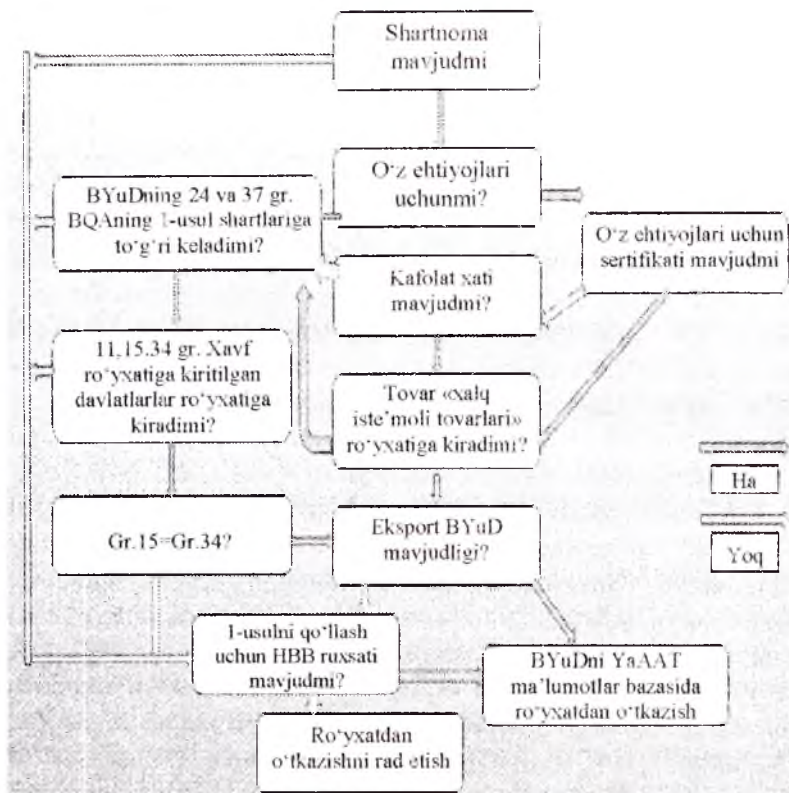 Shartnoma
mavjudmi
O‘z ehtiyojlari
uchunmi?
BYuDning 24 va 37 gr.
BQAning 1-usul shartlariga
to‘g‘ri keladimi?
O‘z ehtiyojlari uchun
sertifikati mavjudmi
Kafolat xati
mavjudmi?
11,15.34 gr. Xavf
ro‘yxatiga kiritilgan
davlatlarlar ro‘yxatiga
kiradimi?
Tovar «xalq
iste’moli tovarlari»
ro‘yxatiga kiradimi?
Ha
Yoq
Gr.15=Gr.34?
Eksport BYuD
mavjudligi?
1-usulni qo‘llash
uchun HBB ruxsati
mavjudmi?
BYuDni YaAAT
ma’lumotlar bazasida
ro‘yxatdan o‘tkazish
Ro‘yxatdan
o‘tkazishni rad etish